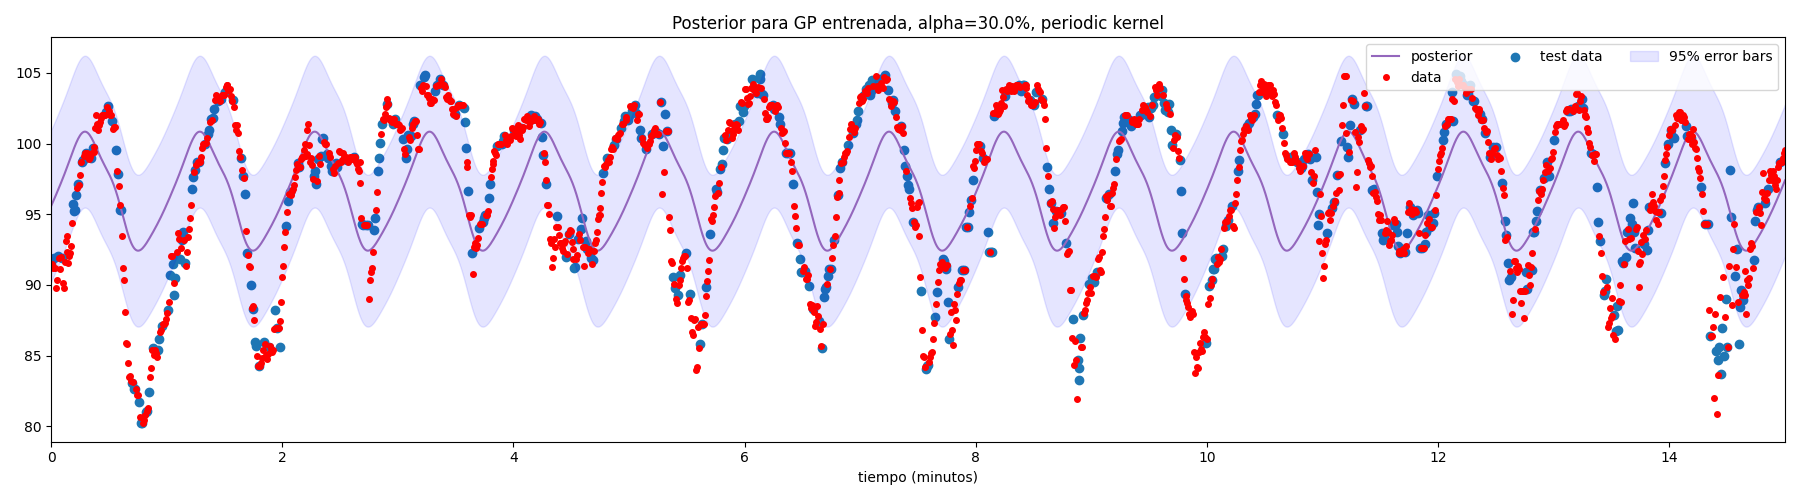 Posterior para GP entrenada, alpha=30.0%, periodic kernel
posterior
data
test data
95% error bars
105
100
95
90
85
80
0 2 4 6 8 10 12 14
tiempo (minutos)